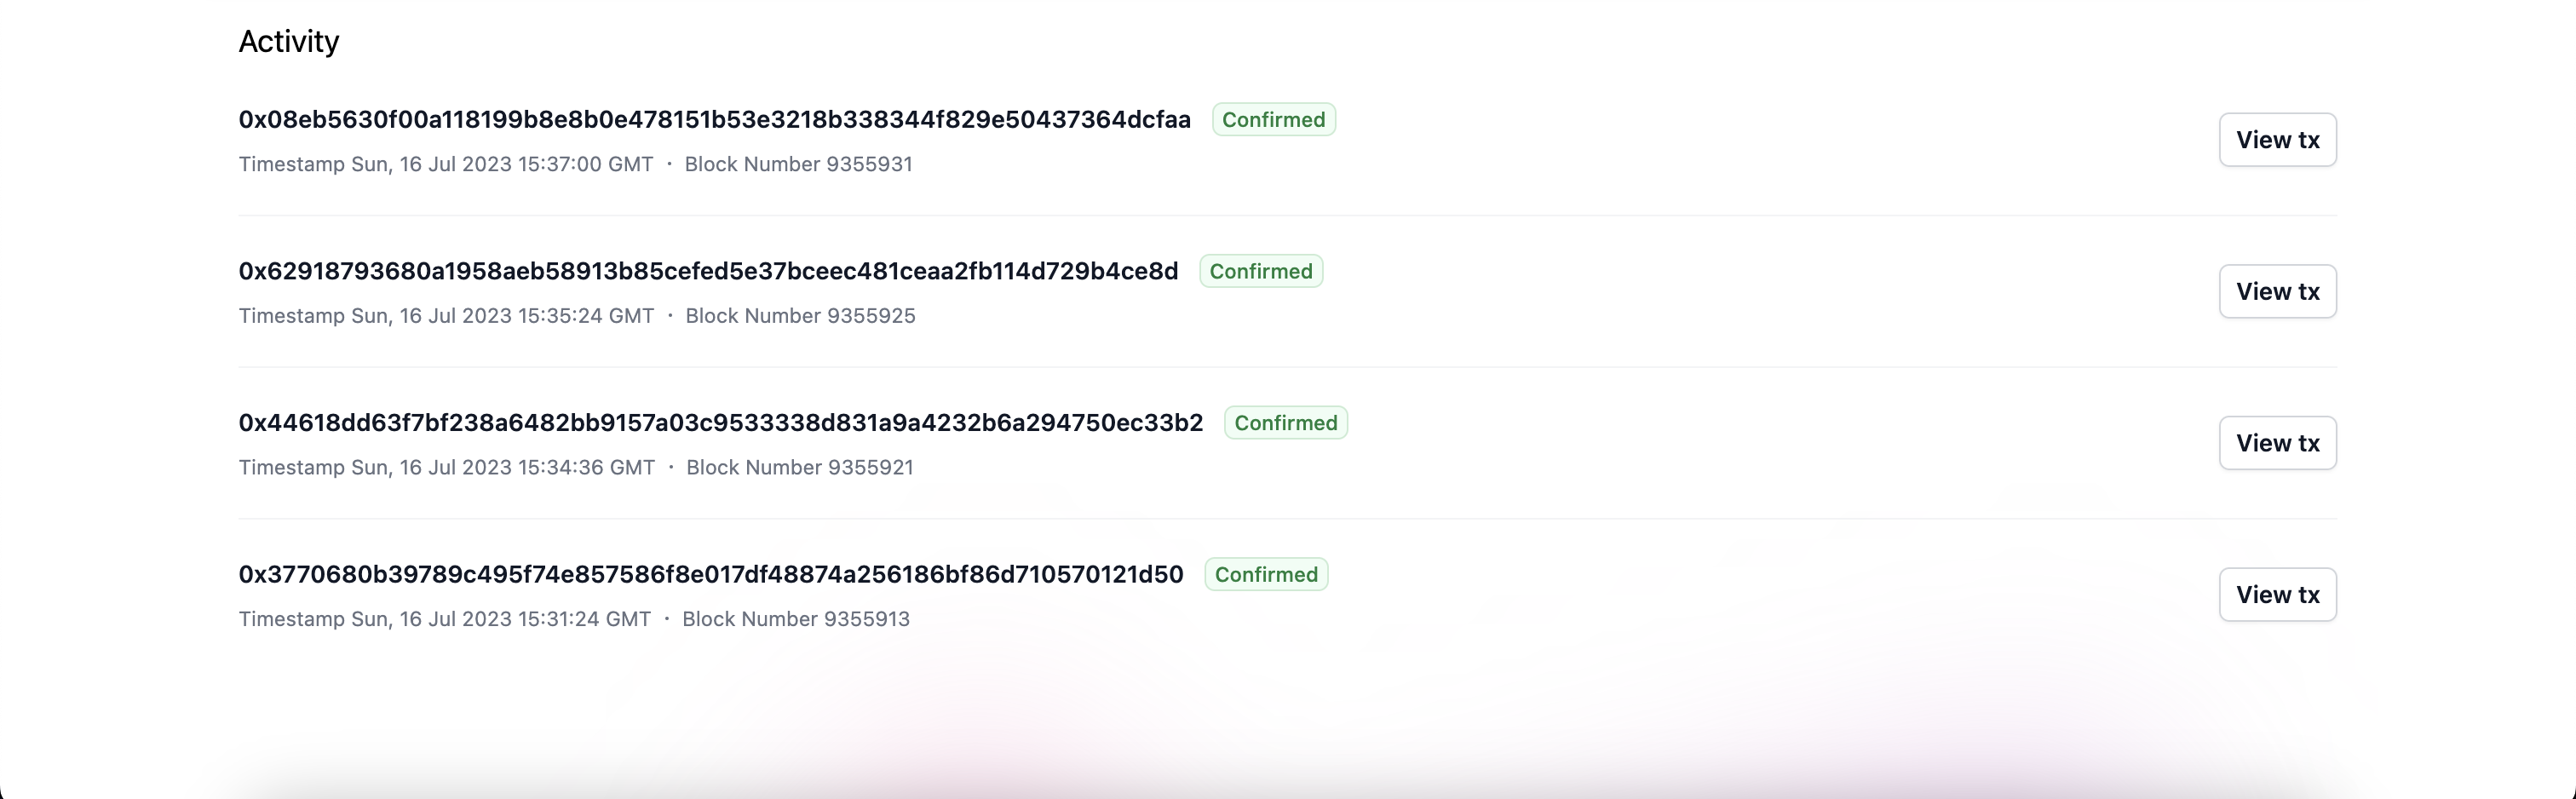 Activity
0x08eb5630f00a118199b8e8b0e478151b53e3218b338344f829e50437364dcfaa Confirmed
View tx
Timestamp Sun, 16 Jul 2023 15:37:00 GMT · Block Number 9355931
0x62918793680a1958aeb58913b85cefed5e37bceec481ceaa2fb114d729b4ce8d Confirmed
View tx
Timestamp Sun, 16 Jul 2023 15:35:24 GMT · Block Number 9355925
0x44618dd63f7bf238a6482bb9157a03c9533338d831a9a4232b6a294750ec33b2 Confirmed
View tx
Timestamp Sun, 16 Jul 2023 15:34:36 GMT · Block Number 9355921
0x3770680b39789c495f74e857586f8e017df48874a256186bf86d710570121d50 Confirmed
View tx
Timestamp Sun, 16 Jul 2023 15:31:24 GMT · Block Number 9355913